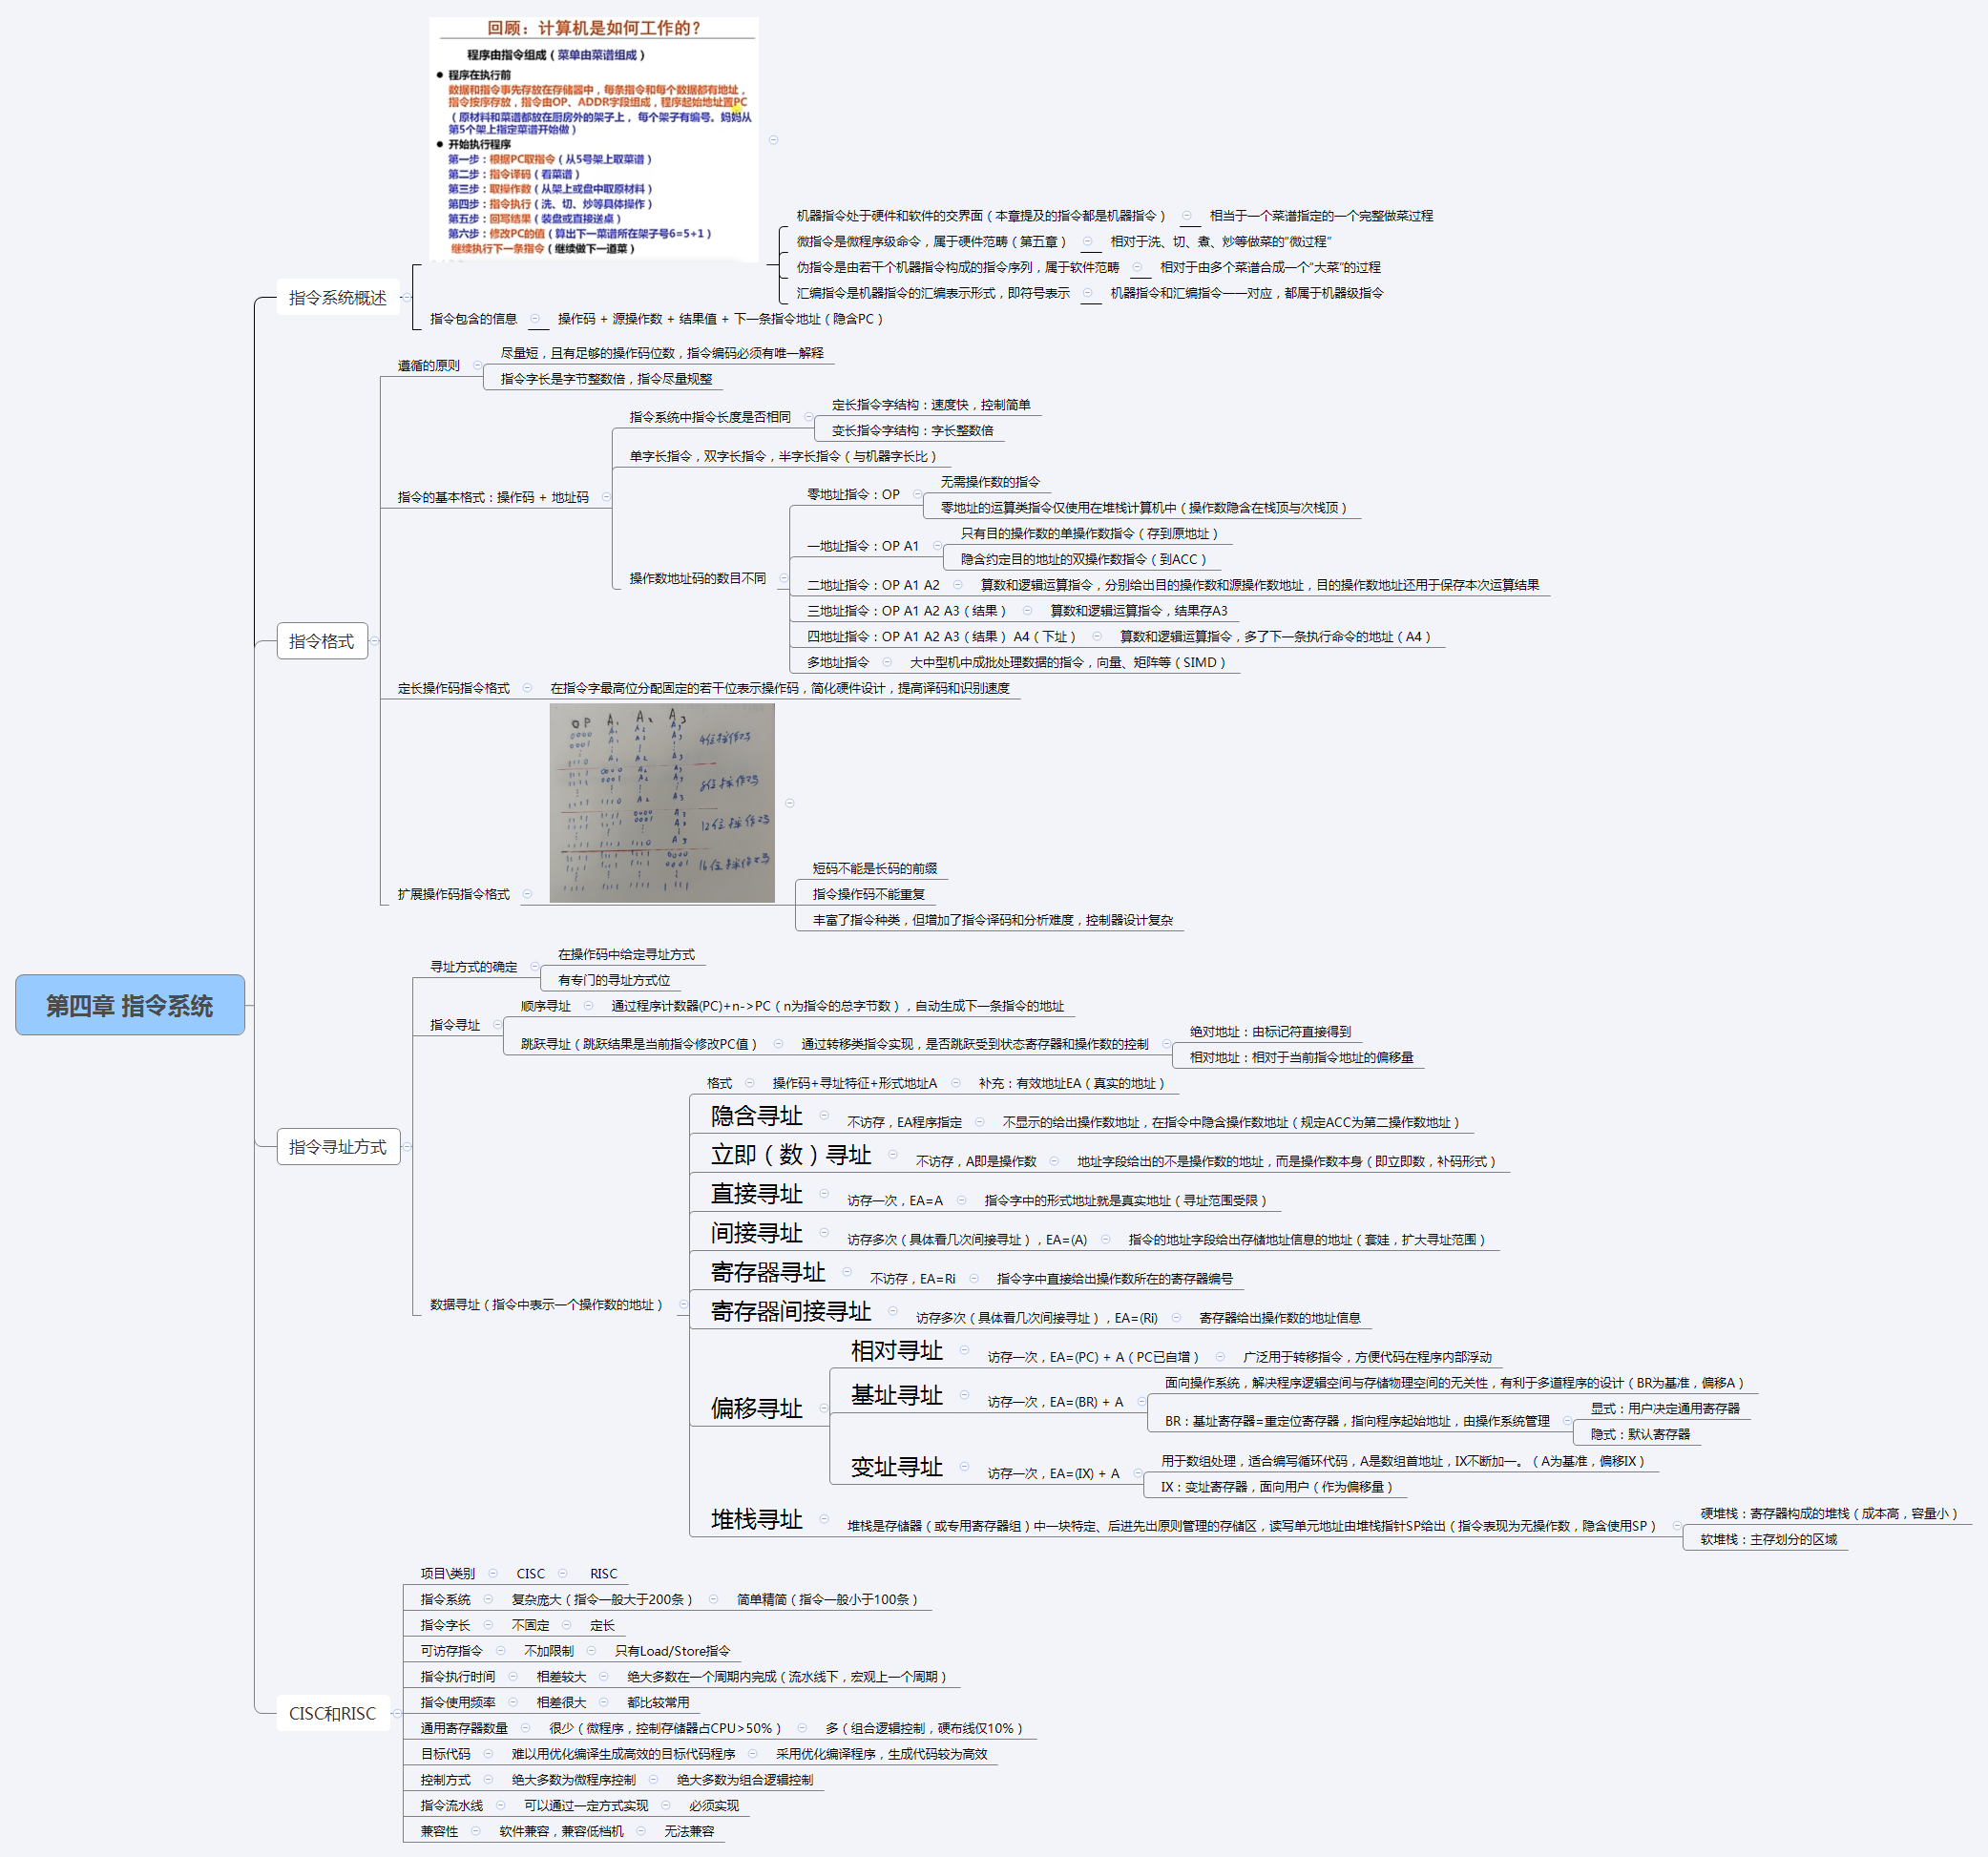 第四章 指令系统
指令系统概述
回顾：计算机是如何工作的？
程序由指令组成（菜单由菜谱组成）
● 程序在执行前
数据和指令事先存放在存储器中，每条指令和每个数据都有地址，
指令按序存放，指令由OP、ADDR字段组成，程序起始地址置PC
（原材料和菜谱都放在厨房外的架子上，每个架子有编号。妈妈从
第5个架上指定菜谱开始做）
● 开始执行程序
第一步：根据PC取指令（从5号架上取菜谱）
第二步：指令译码（看菜谱）
第三步：取操作数（从架上或盘中取原材料）
第四步：指令执行（洗、切、炒等具体操作）
第五步：回写结果（装盘或直接送桌）
第六步：修改PC的值（算出下一菜谱所在架子号6=5+1）
继续执行下一条指令（继续做下一道菜）
机器指令处于硬件和软件的交界面（本章提及的指令都是机器指令） 相当于一个菜谱指定的一个完整做菜过程
微指令是微程序级命令，属于硬件范畴（第五章） 相对于洗、切、煮、炒等做菜的“微过程”
伪指令是由若干个机器指令构成的指令序列，属于软件范畴 相对于由多个菜谱合成一个“大菜”的过程
汇编指令是机器指令的汇编表示形式，即符号表示 机器指令和汇编指令一一对应，都属于机器级指令
指令包含的信息 操作码 + 源操作数 + 结果值 + 下一条指令地址（隐含PC）
指令格式
遵循的原则
尽量短，且有足够的操作码位数，指令编码必须有唯一解释
指令字长是字节整数倍，指令尽量规整
指令的基本格式：操作码 + 地址码
指令系统中指令长度是否相同
定长指令字结构：速度快，控制简单
变长指令字结构：字长整数倍
单字长指令，双字长指令，半字长指令（与机器字长比）
操作数地址码的数目不同
零地址指令：OP
无需操作数的指令
零地址的运算类指令仅使用在堆栈计算机中（操作数隐含在栈顶与次栈顶）
一地址指令：OP A1
只有目的操作数的单操作数指令（存到原地址）
隐含约定目的地址的双操作数指令（到ACC）
二地址指令：OP A1 A2 算数和逻辑运算指令，分别给出目的操作数和源操作数地址，目的操作数地址还用于保存本次运算结果
三地址指令：OP A1 A2 A3（结果） 算数和逻辑运算指令，结果存A3
四地址指令：OP A1 A2 A3（结果）A4（下址） 算数和逻辑运算指令，多了下一条执行命令的地址（A4）
多地址指令 大中型机中成批处理数据的指令，向量、矩阵等（SIMD）
定长操作码指令格式 在指令字最高位分配固定的若干位表示操作码，简化硬件设计，提高译码和识别速度
扩展操作码指令格式
OP A₁ A₂ A₃
0000 A₁ A₂ A₃
0001 A₁ A₂ A₃
4位操作码
1110 A₁ A₂ A₃
1111 0000 A₂ A₃
1111 0001 A₂ A₃
8位操作码
1111 1110 A₂ A₃
1111 1111 0000 A₃
1111 1111 0001 A₃
12位操作码
1111 1111 1110 A₃
1111 1111 1111 0000
1111 1111 1111 0001
16位操作码
1111 1111 1111 1111
短码不能是长码的前缀
指令操作码不能重复
丰富了指令种类，但增加了指令译码和分析难度，控制器设计复杂
指令寻址方式
寻址方式的确定
在操作码中给定寻址方式
有专门的寻址方式位
指令寻址
顺序寻址 通过程序计数器(PC)+n->PC（n为指令的总字节数），自动生成下一条指令的地址
跳跃寻址（跳跃结果是当前指令修改PC值） 通过转移类指令实现，是否跳跃受到状态寄存器和操作数的控制
绝对地址：由标记符直接得到
相对地址：相对于当前指令地址的偏移量
数据寻址（指令中表示一个操作数的地址）
格式 操作码+寻址特征+形式地址A 补充：有效地址EA（真实的地址）
隐含寻址 不访存，EA程序指定 不显示的给出操作数地址，在指令中隐含操作数地址（规定ACC为第二操作数地址）
立即（数）寻址 不访存，A即是操作数 地址字段给出的不是操作数的地址，而是操作数本身（即立即数，补码形式）
直接寻址 访存一次，EA=A 指令字中的形式地址就是真实地址（寻址范围受限）
间接寻址 访存多次（具体看几次间接寻址），EA=(A) 指令的地址字段给出存储地址信息的地址（套娃，扩大寻址范围）
寄存器寻址 不访存，EA=Ri 指令字中直接给出操作数所在的寄存器编号
寄存器间接寻址 访存多次（具体看几次间接寻址），EA=(Ri) 寄存器给出操作数的地址信息
偏移寻址
相对寻址 访存一次，EA=(PC) + A（PC已自增） 广泛用于转移指令，方便代码在程序内部浮动
基址寻址 访存一次，EA=(BR) + A
面向操作系统，解决程序逻辑空间与存储物理空间的无关性，有利于多道程序的设计（BR为基准，偏移A）
BR：基址寄存器=重定位寄存器，指向程序起始地址，由操作系统管理
显式：用户决定通用寄存器
隐式：默认寄存器
变址寻址 访存一次，EA=(IX) + A
用于数组处理，适合编写循环代码，A是数组首地址，IX不断加一。（A为基准，偏移IX）
IX：变址寄存器，面向用户（作为偏移量）
堆栈寻址 堆栈是存储器（或专用寄存器组）中一块特定、后进先出原则管理的存储区，读写单元地址由堆栈指针SP给出（指令表现为无操作数，隐含使用SP）
硬堆栈：寄存器构成的堆栈（成本高，容量小）
软堆栈：主存划分的区域
CISC和RISC
项目\类别 CISC RISC
指令系统 复杂庞大（指令一般大于200条） 简单精简（指令一般小于100条）
指令字长 不固定 定长
可访存指令 不加限制 只有Load/Store指令
指令执行时间 相差较大 绝大多数在一个周期内完成（流水线下，宏观上一个周期）
指令使用频率 相差很大 都比较常用
通用寄存器数量 很少（微程序，控制存储器占CPU>50%） 多（组合逻辑控制，硬布线仅10%）
目标代码 难以用优化编译生成高效的目标代码程序 采用优化编译程序，生成代码较为高效
控制方式 绝大多数为微程序控制 绝大多数为组合逻辑控制
指令流水线 可以通过一定方式实现 必须实现
兼容性 软件兼容，兼容低档机 无法兼容